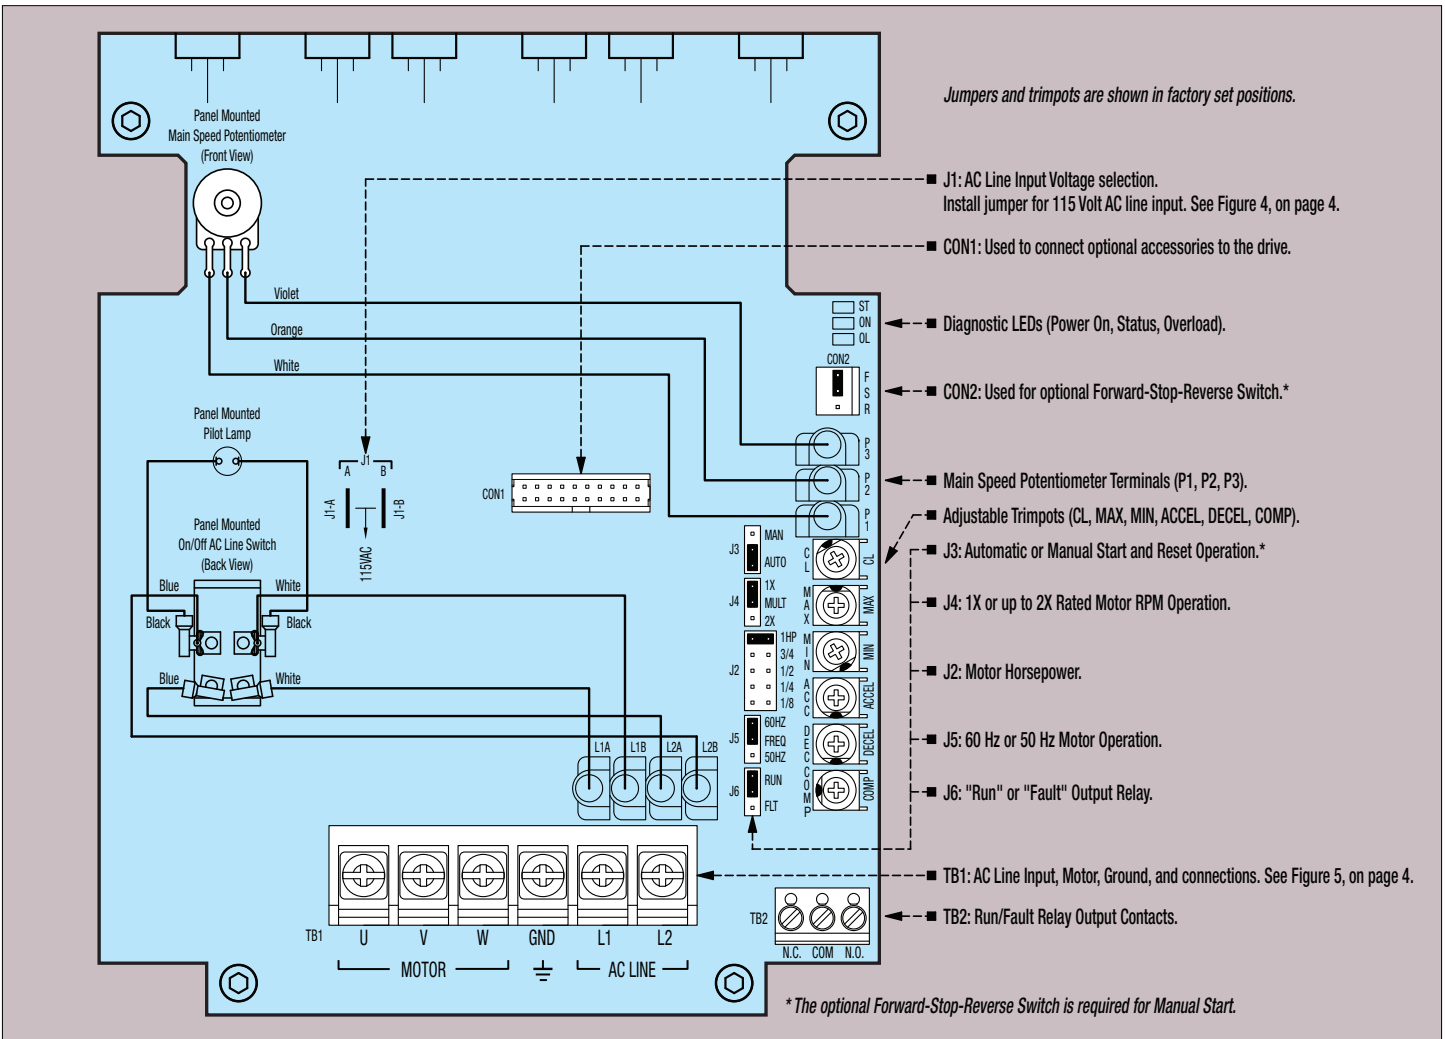 Jumpers and trimpots are shown in factory set positions.
Panel Mounted
Main Speed Potentiometer
(Front View)
J1: AC Line Input Voltage selection.
Install jumper for 115 Volt AC line input. See Figure 4, on page 4.
CON1: Used to connect optional accessories to the drive.
Violet
Orange
White
ST
ON
OL
Diagnostic LEDs (Power On, Status, Overload).
CON2
F
S
R
CON2: Used for optional Forward-Stop-Reverse Switch.*
Panel Mounted
Pilot Lamp
J1
A B
J1-A
J1-B
115VAC
CON1
P3
P2
P1
Main Speed Potentiometer Terminals (P1, P2, P3).
Adjustable Trimpots (CL, MAX, MIN, ACCEL, DECEL, COMP).
Panel Mounted
On/Off AC Line Switch
(Back View)
Blue White
Black Black
Blue White
J3
MAN
AUTO
CL
CL
J3: Automatic or Manual Start and Reset Operation.*
J4
1X
MULT
2X
MAX
MAX
J4: 1X or up to 2X Rated Motor RPM Operation.
J2
1HP
3/4
1/2
1/4
1/8
MIN
MIN
ACC
ACCEL
J2: Motor Horsepower.
J5
60HZ
FREQ
50HZ
DEC
DECEL
J5: 60 Hz or 50 Hz Motor Operation.
J6
RUN
FLT
COMP
COMP
J6: "Run" or "Fault" Output Relay.
L1A L1B L2A L2B
TB1: AC Line Input, Motor, Ground, and connections. See Figure 5, on page 4.
TB1
U V W GND L1 L2
MOTOR AC LINE
TB2
N.C. COM N.O.
TB2: Run/Fault Relay Output Contacts.
* The optional Forward-Stop-Reverse Switch is required for Manual Start.